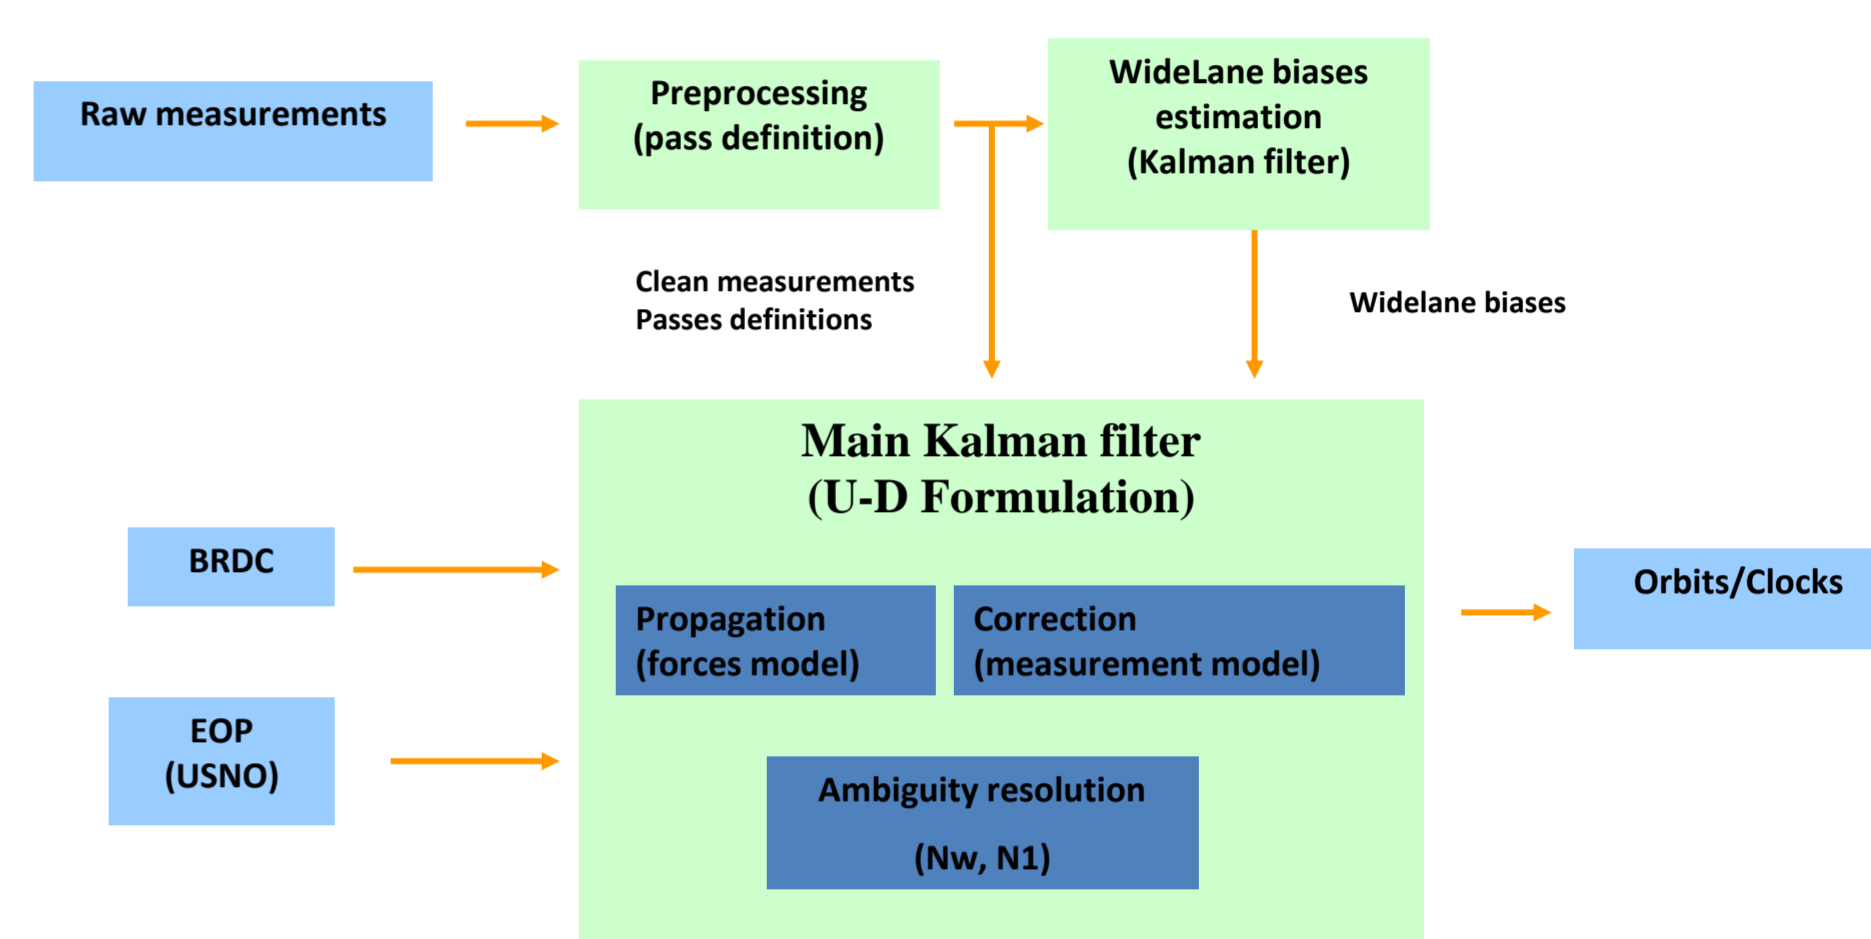 Raw measurements
Preprocessing
(pass definition)
WideLane biases
estimation
(Kalman filter)
Clean measurements
Passes definitions
Widelane biases
Main Kalman filter
(U-D Formulation)
BRDC
Propagation
(forces model)
Correction
(measurement model)
Orbits/Clocks
EOP
(USNO)
Ambiguity resolution
(Nw, N1)